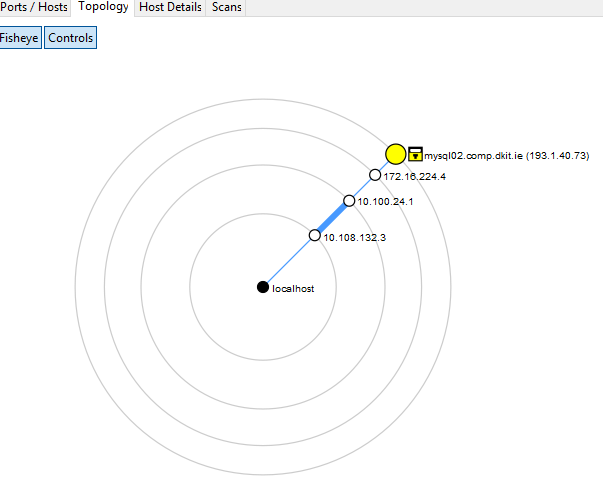 Ports / Hosts Topology Host Details Scans
Fisheye Controls
mysql02.comp.dkit.ie (193.1.40.73)
172.16.224.4
10.100.24.1
10.108.132.3
localhost